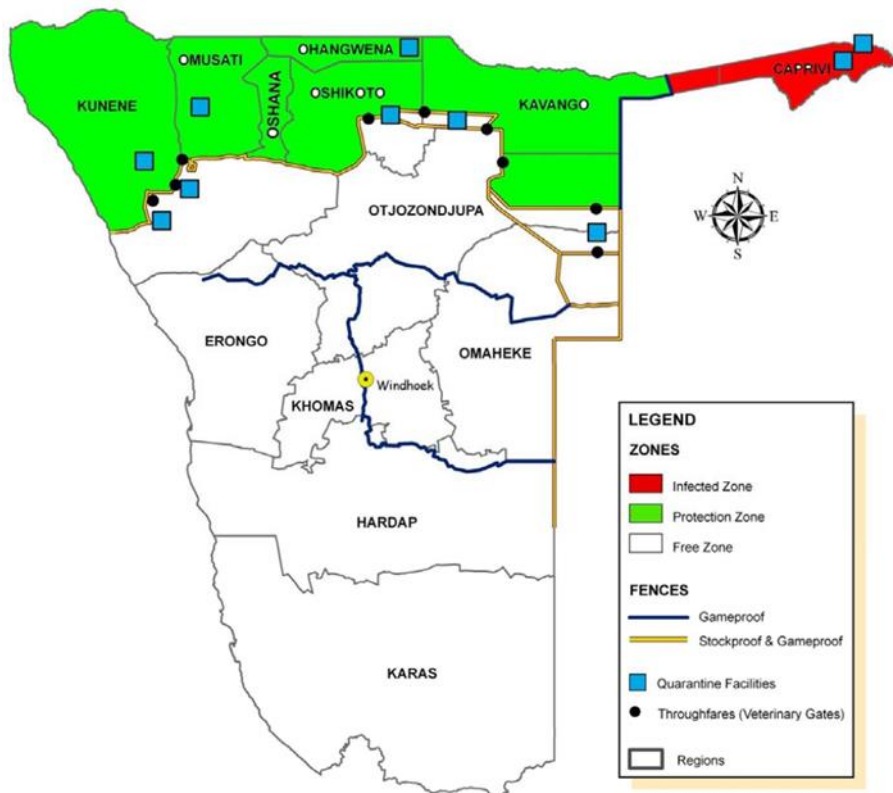 OHANGWENA
OMUSATI
CAPRIVI
OSHANA
OSHIKOTO
KUNENE
KAVANGO
OTJOZONDJUPA
N
W
E
S
ERONGO
OMAHEKE
Windhoek
KHOMAS
HARDAP
KARAS
LEGEND
ZONES
Infected Zone
Protection Zone
Free Zone
FENCES
Gameproof
Stockproof & Gameproof
Quarantine Facilities
Throughfares (Veterinary Gates)
Regions